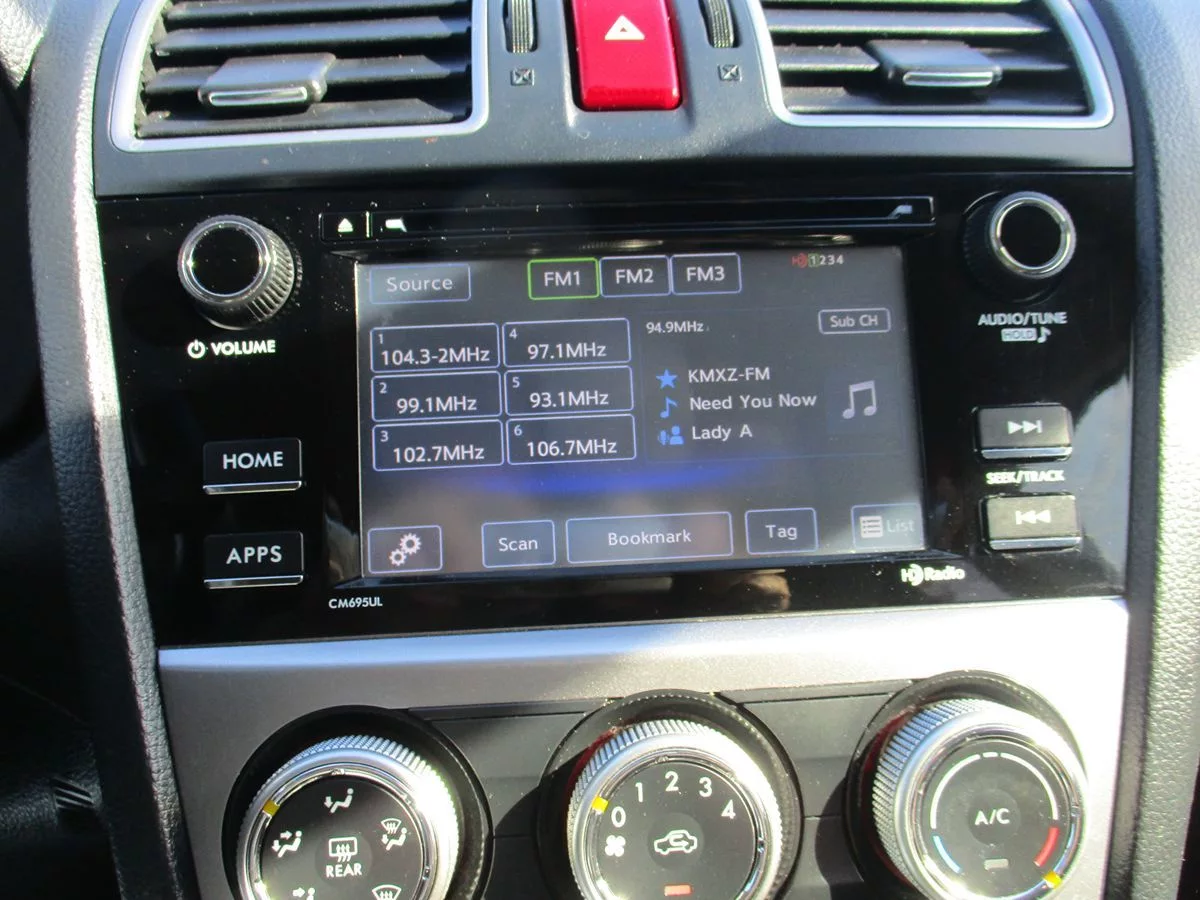 Source
FM1
FM2
FM3
HD 1234
1
104.3-2MHz
4
97.1MHz
94.9MHz
Sub CH
2
99.1MHz
5
93.1MHz
KMXZ-FM
Need You Now
Lady A
3
102.7MHz
6
106.7MHz
Scan
Bookmark
Tag
List
VOLUME
AUDIO/TUNE
HOLD
HOME
APPS
SEEK/TRACK
CM695UL
HD Radio
REAR
0 1 2 3 4
A/C